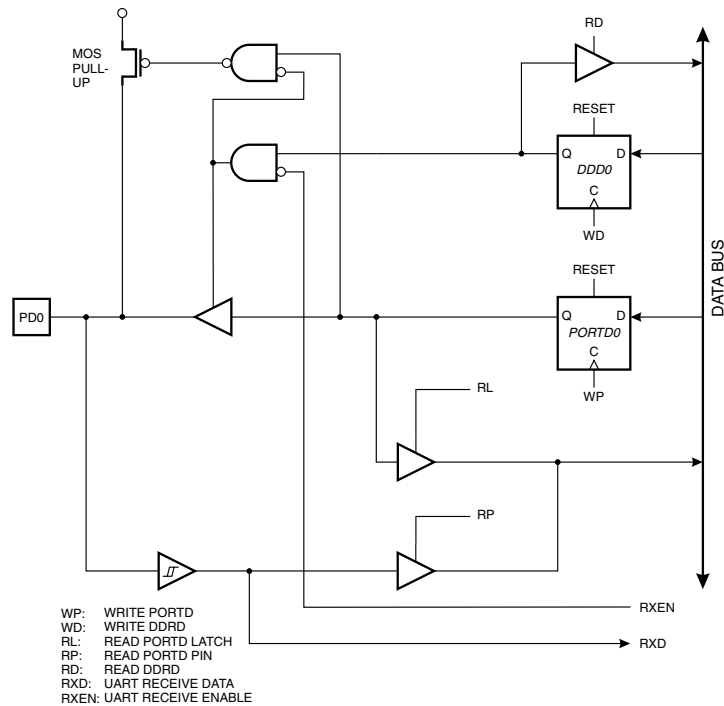 RD
MOS
PULL-
UP
RESET
Q
D
DDD0
C
WD
DATA BUS
RESET
PD0
Q
D
PORTD0
C
WP
RL
RP
RXEN
RXD
WP: WRITE PORTD
WD: WRITE DDRD
RL: READ PORTD LATCH
RP: READ PORTD PIN
RD: READ DDRD
RXD: UART RECEIVE DATA
RXEN: UART RECEIVE ENABLE